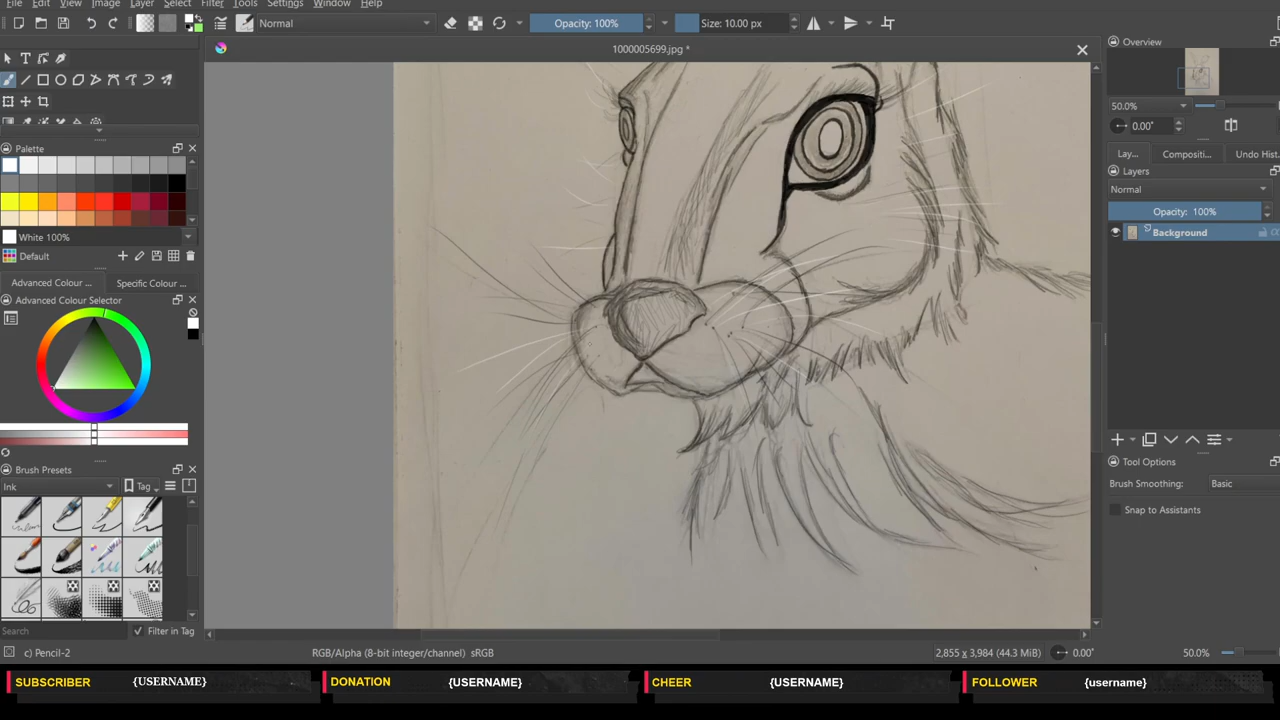 File Edit View Image Layer Select Filter Tools Settings Window Help
Normal Opacity: 100% Size: 10.00 px
1000005699.jpg *
Overview
50.0%
0.00°
Palette
White 100%
Default
Advanced Colour ... Specific Colour ...
Advanced Colour Selector
Brush Presets
Ink Tag
Search Filter in Tag
Lay... Compositi... Undo Hist
Layers
Normal
Opacity: 100%
Background
Tool Options
Brush Smoothing: Basic
Snap to Assistants
c) Pencil-2 RGB/Alpha (8-bit integer/channel) sRGB 2,855 x 3,984 (44.3 MiB) 0.00° 50.0%
SUBSCRIBER {USERNAME} DONATION {USERNAME} CHEER {USERNAME} FOLLOWER {username}